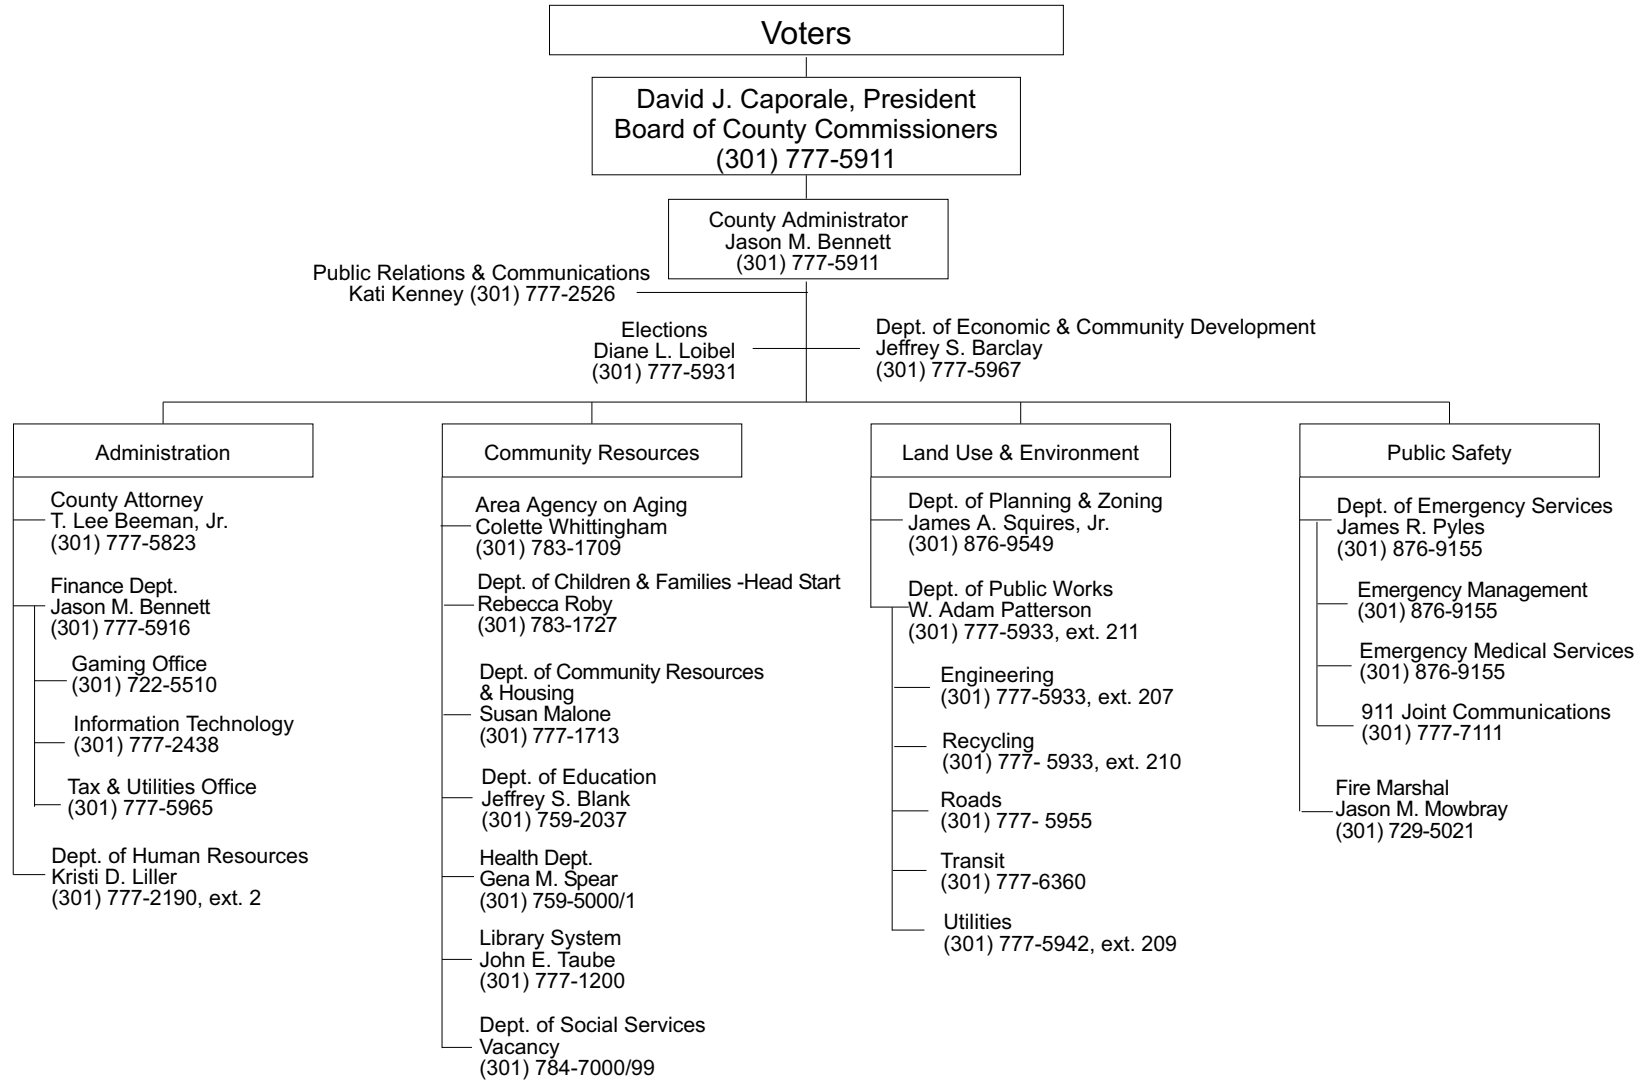 Voters
David J. Caporale, President
Board of County Commissioners
(301) 777-5911
County Administrator
Jason M. Bennett
(301) 777-5911
Public Relations & Communications
Kati Kenney (301) 777-2526
Elections
Diane L. Loibel
(301) 777-5931
Dept. of Economic & Community Development
Jeffrey S. Barclay
(301) 777-5967
Administration
County Attorney
T. Lee Beeman, Jr.
(301) 777-5823
Finance Dept.
Jason M. Bennett
(301) 777-5916
Gaming Office
(301) 722-5510
Information Technology
(301) 777-2438
Tax & Utilities Office
(301) 777-5965
Dept. of Human Resources
Kristi D. Liller
(301) 777-2190, ext. 2
Community Resources
Area Agency on Aging
Colette Whittingham
(301) 783-1709
Dept. of Children & Families -Head Start
Rebecca Roby
(301) 783-1727
Dept. of Community Resources
& Housing
Susan Malone
(301) 777-1713
Dept. of Education
Jeffrey S. Blank
(301) 759-2037
Health Dept.
Gena M. Spear
(301) 759-5000/1
Library System
John E. Taube
(301) 777-1200
Dept. of Social Services
Vacancy
(301) 784-7000/99
Land Use & Environment
Dept. of Planning & Zoning
James A. Squires, Jr.
(301) 876-9549
Dept. of Public Works
W. Adam Patterson
(301) 777-5933, ext. 211
Engineering
(301) 777-5933, ext. 207
Recycling
(301) 777- 5933, ext. 210
Roads
(301) 777- 5955
Transit
(301) 777-6360
Utilities
(301) 777-5942, ext. 209
Public Safety
Dept. of Emergency Services
James R. Pyles
(301) 876-9155
Emergency Management
(301) 876-9155
Emergency Medical Services
(301) 876-9155
911 Joint Communications
(301) 777-7111
Fire Marshal
Jason M. Mowbray
(301) 729-5021